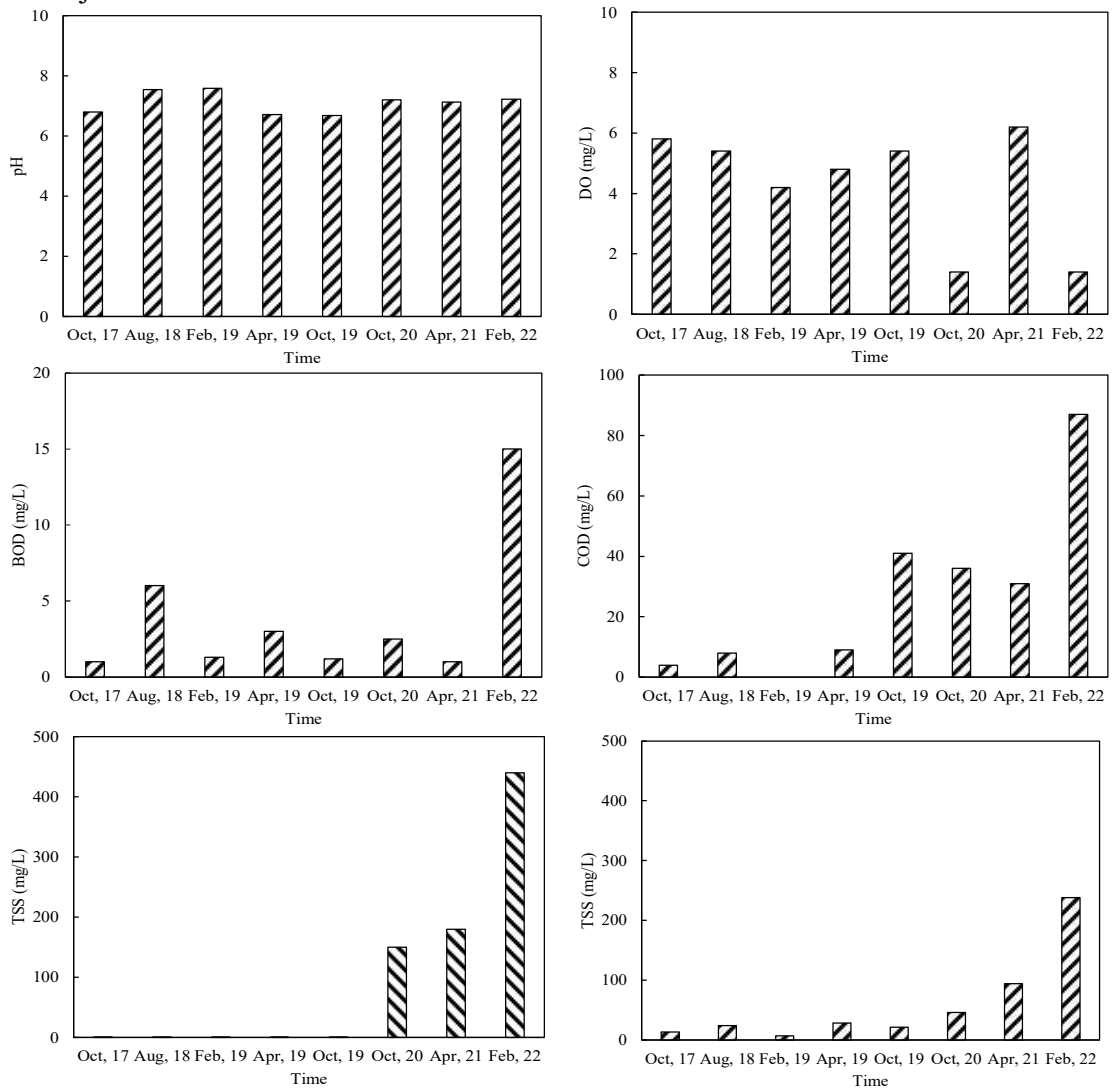 10
8
6
4
2
0
pH
Oct, 17 Aug, 18 Feb, 19 Apr, 19 Oct, 19 Oct, 20 Apr, 21 Feb, 22
Time
10
8
6
4
2
0
DO (mg/L)
Oct, 17 Aug, 18 Feb, 19 Apr, 19 Oct, 19 Oct, 20 Apr, 21 Feb, 22
Time
20
15
10
5
0
BOD (mg/L)
Oct, 17 Aug, 18 Feb, 19 Apr, 19 Oct, 19 Oct, 20 Apr, 21 Feb, 22
Time
100
80
60
40
20
0
COD (mg/L)
Oct, 17 Aug, 18 Feb, 19 Apr, 19 Oct, 19 Oct, 20 Apr, 21 Feb, 22
Time
500
400
300
200
100
0
TSS (mg/L)
Oct, 17 Aug, 18 Feb, 19 Apr, 19 Oct, 19 Oct, 20 Apr, 21 Feb, 22
Time
500
400
300
200
100
0
TSS (mg/L)
Oct, 17 Aug, 18 Feb, 19 Apr, 19 Oct, 19 Oct, 20 Apr, 21 Feb, 22
Time